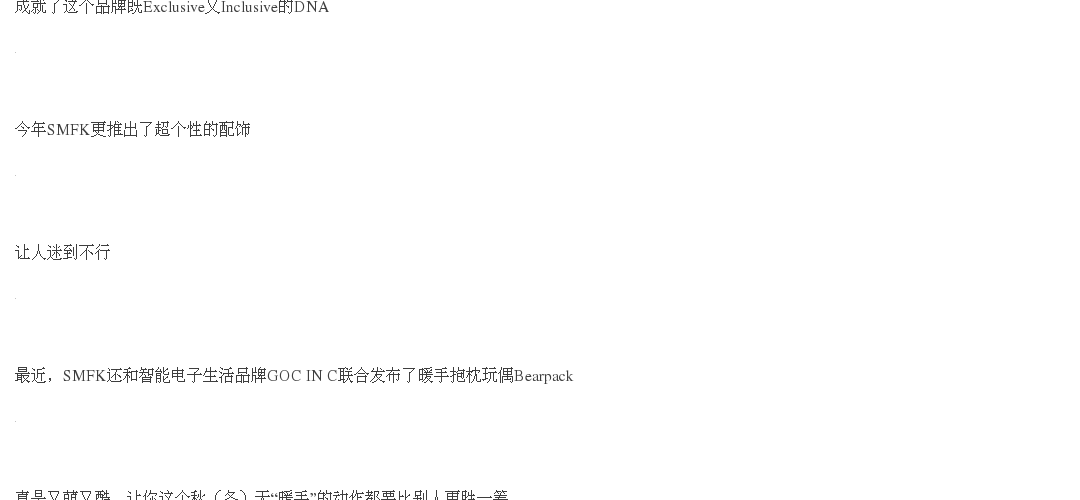 成就了这个品牌既Exclusive又Inclusive的DNA
今年SMFK更推出了超个性的配饰
让人迷到不行
最近，SMFK还和智能电子生活品牌GOC IN C联合发布了暖手抱枕玩偶Bearpack
真是又萌又酷，让你这个秋（冬）天“暖手”的动作都要比别人更胜一筹